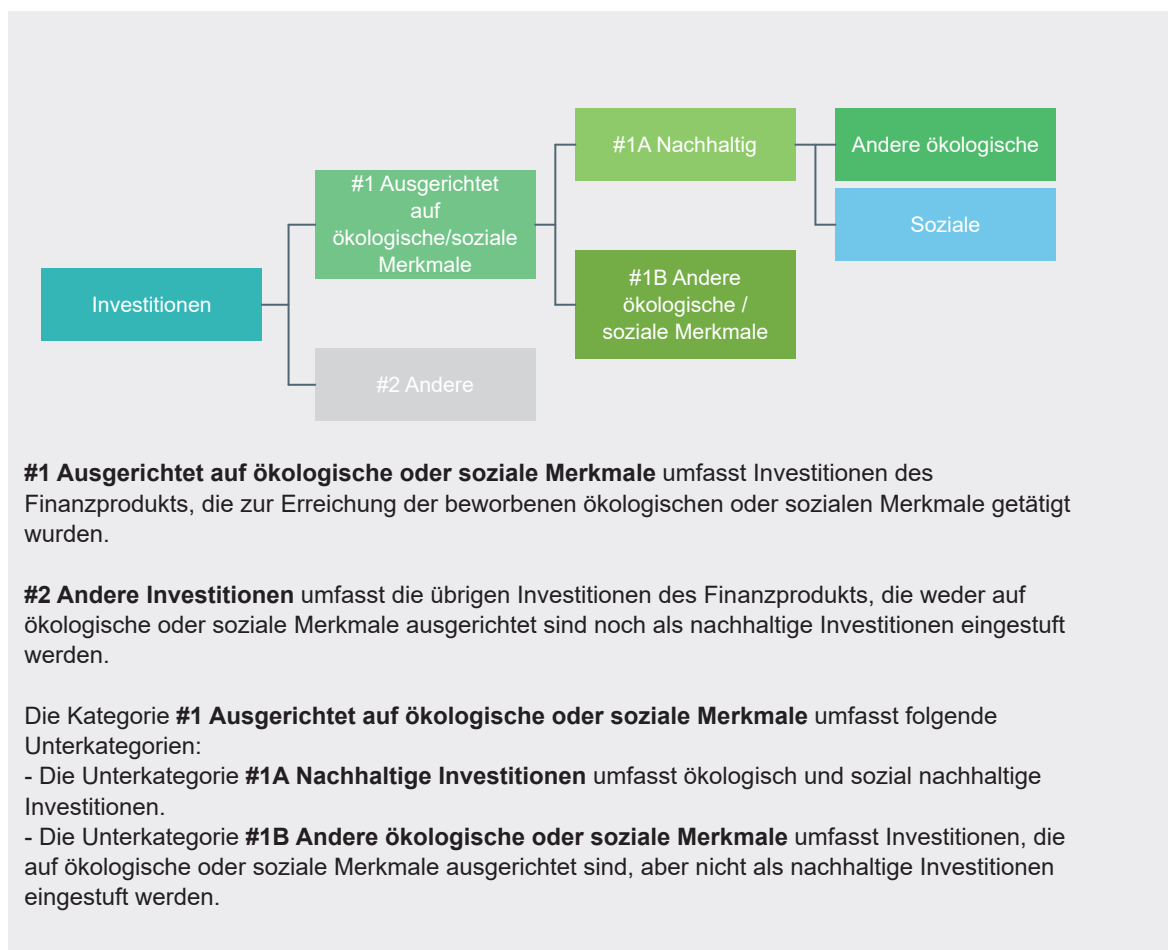 #1A Nachhaltig
Andere ökologische
#1 Ausgerichtet
auf
ökologische/soziale
Merkmale
Soziale
Investitionen
#1B Andere
ökologische /
soziale Merkmale
#2 Andere
#1 Ausgerichtet auf ökologische oder soziale Merkmale umfasst Investitionen des
Finanzprodukts, die zur Erreichung der beworbenen ökologischen oder sozialen Merkmale getätigt
wurden.
#2 Andere Investitionen umfasst die übrigen Investitionen des Finanzprodukts, die weder auf
ökologische oder soziale Merkmale ausgerichtet sind noch als nachhaltige Investitionen eingestuft
werden.
Die Kategorie #1 Ausgerichtet auf ökologische oder soziale Merkmale umfasst folgende
Unterkategorien:
- Die Unterkategorie #1A Nachhaltige Investitionen umfasst ökologisch und sozial nachhaltige
Investitionen.
- Die Unterkategorie #1B Andere ökologische oder soziale Merkmale umfasst Investitionen, die
auf ökologische oder soziale Merkmale ausgerichtet sind, aber nicht als nachhaltige Investitionen
eingestuft werden.